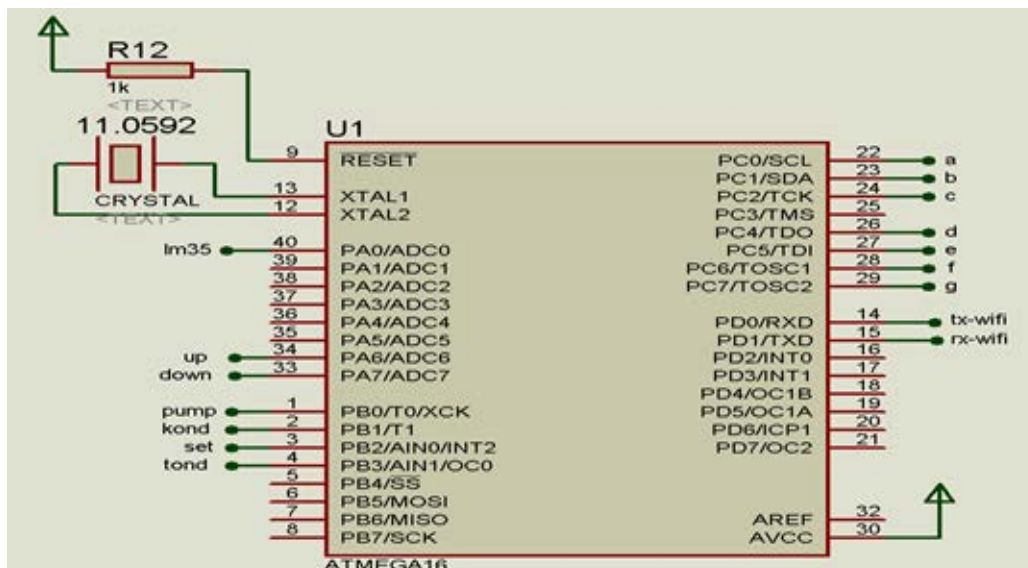 R12
1k
<TEXT>
11.0592
CRYSTAL
<TEXT>
U1
9 RESET
13 XTAL1
12 XTAL2
lm35 40 PA0/ADC0
39 PA1/ADC1
38 PA2/ADC2
37 PA3/ADC3
36 PA4/ADC4
35 PA5/ADC5
up 34 PA6/ADC6
down 33 PA7/ADC7
pump 1 PB0/T0/XCK
kond 2 PB1/T1
set 3 PB2/AIN0/INT2
tond 4 PB3/AIN1/OC0
5 PB4/SS
6 PB5/MOSI
7 PB6/MISO
8 PB7/SCK
PC0/SCL 22 a
PC1/SDA 23 b
PC2/TCK 24 c
PC3/TMS 25
PC4/TDO 26 d
PC5/TDI 27 e
PC6/TOSC1 28 f
PC7/TOSC2 29 g
PD0/RXD 14 tx-wifi
PD1/TXD 15 rx-wifi
PD2/INT0 16
PD3/INT1 17
PD4/OC1B 18
PD5/OC1A 19
PD6/ICP1 20
PD7/OC2 21
AREF 32
AVCC 30
ATMEGA16